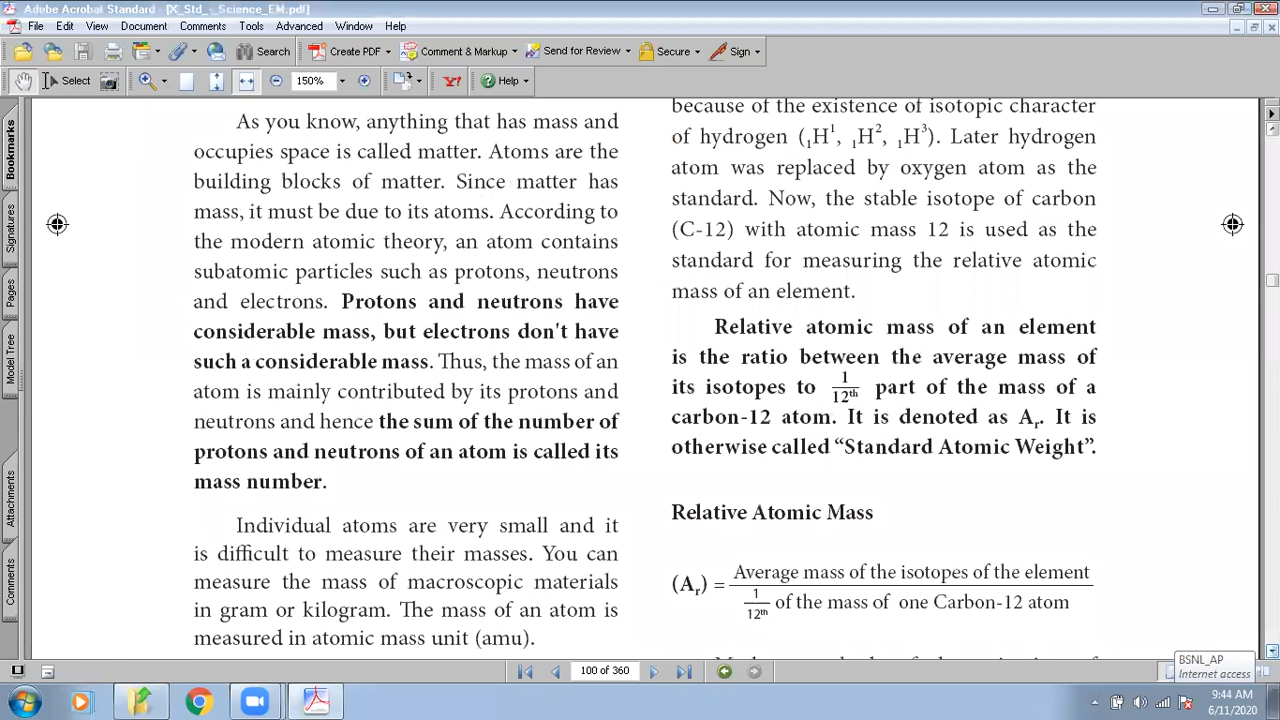 Adobe Acrobat Standard - [X_Std_-_Science_EM.pdf]
File Edit View Document Comments Tools Advanced Window Help
Search Create PDF Comment & Markup Send for Review Secure Sign
Select 150% Y! Help
Bookmarks
Signatures
Pages
Model Tree
Attachments
Comments
As you know, anything that has mass and
occupies space is called matter. Atoms are the
building blocks of matter. Since matter has
mass, it must be due to its atoms. According to
the modern atomic theory, an atom contains
subatomic particles such as protons, neutrons
and electrons. Protons and neutrons have
considerable mass, but electrons don't have
such a considerable mass. Thus, the mass of an
atom is mainly contributed by its protons and
neutrons and hence the sum of the number of
protons and neutrons of an atom is called its
mass number.
Individual atoms are very small and it
is difficult to measure their masses. You can
measure the mass of macroscopic materials
in gram or kilogram. The mass of an atom is
measured in atomic mass unit (amu).
because of the existence of isotopic character
of hydrogen (₁H¹, ₁H², ₁H³). Later hydrogen
atom was replaced by oxygen atom as the
standard. Now, the stable isotope of carbon
(C-12) with atomic mass 12 is used as the
standard for measuring the relative atomic
mass of an element.
Relative atomic mass of an element
is the ratio between the average mass of
its isotopes to 1/12th part of the mass of a
carbon-12 atom. It is denoted as Aᵣ. It is
otherwise called “Standard Atomic Weight”.
Relative Atomic Mass
(Aᵣ) = Average mass of the isotopes of the element
1/12th of the mass of one Carbon-12 atom
100 of 360
BSNL_AP
Internet access
9:44 AM
6/11/2020